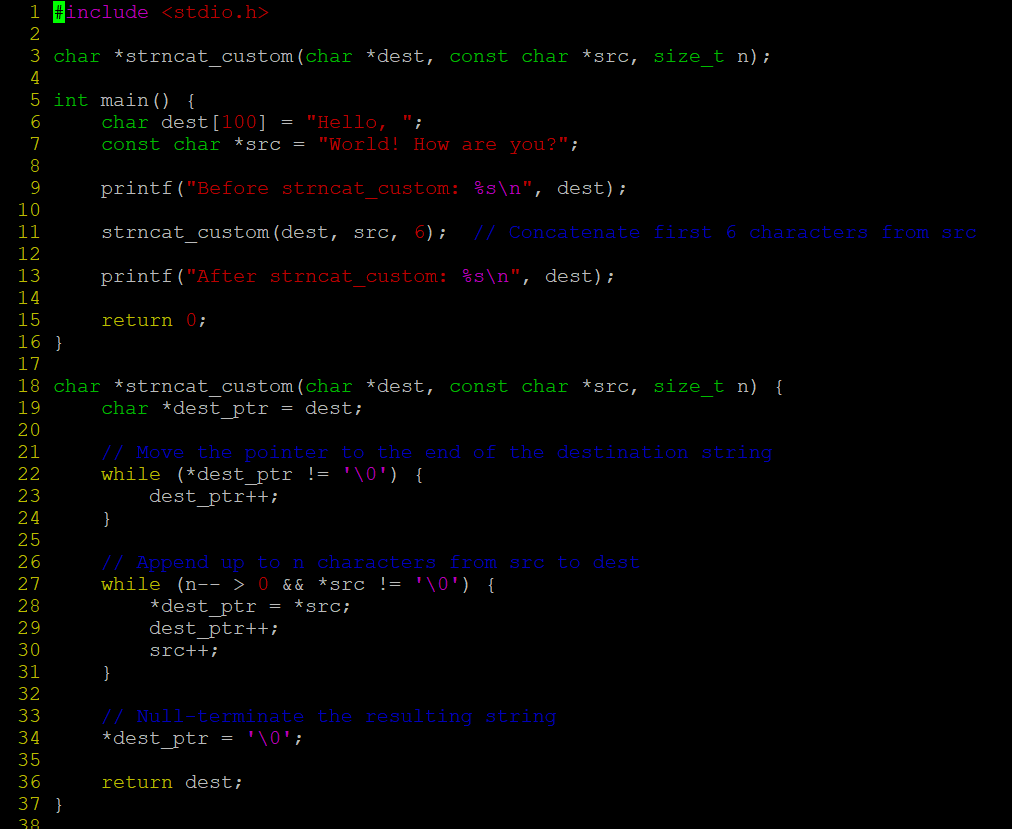 1 #include <stdio.h>
2
3 char *strncat_custom(char *dest, const char *src, size_t n);
4
5 int main() {
6     char dest[100] = "Hello, ";
7     const char *src = "World! How are you?";
8
9     printf("Before strncat_custom: %s\n", dest);
10
11     strncat_custom(dest, src, 6);  // Concatenate first 6 characters from src
12
13     printf("After strncat_custom: %s\n", dest);
14
15     return 0;
16 }
17
18 char *strncat_custom(char *dest, const char *src, size_t n) {
19     char *dest_ptr = dest;
20
21     // Move the pointer to the end of the destination string
22     while (*dest_ptr != '\0') {
23         dest_ptr++;
24     }
25
26     // Append up to n characters from src to dest
27     while (n-- > 0 && *src != '\0') {
28         *dest_ptr = *src;
29         dest_ptr++;
30         src++;
31     }
32
33     // Null-terminate the resulting string
34     *dest_ptr = '\0';
35
36     return dest;
37 }
38